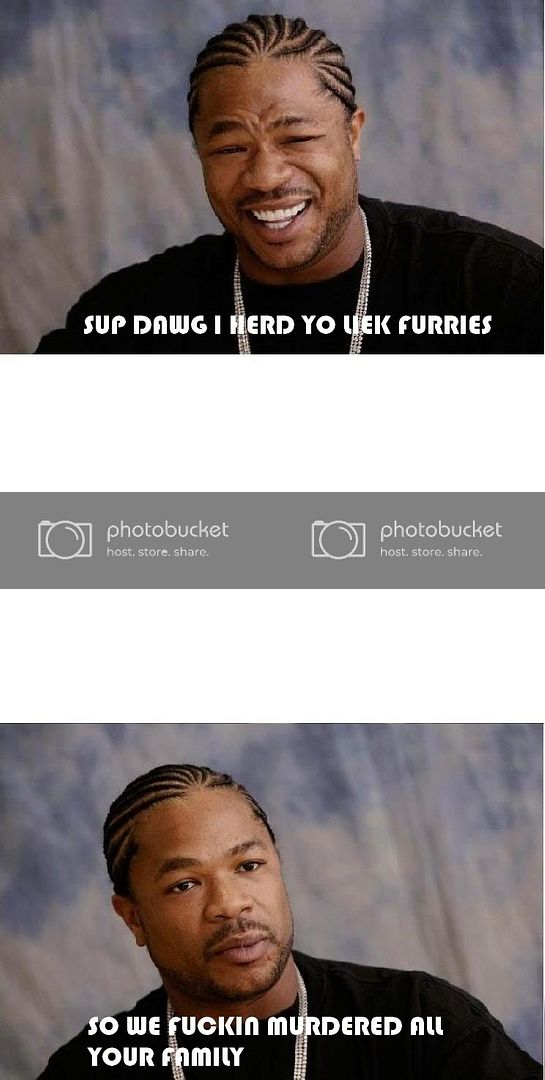 SUP DAWG I HERD YO LIEK FURRIES
photobucket photobucket
host. store. share. host. store. share.
SO WE FUCKIN MURDERED ALL
YOUR FAMILY